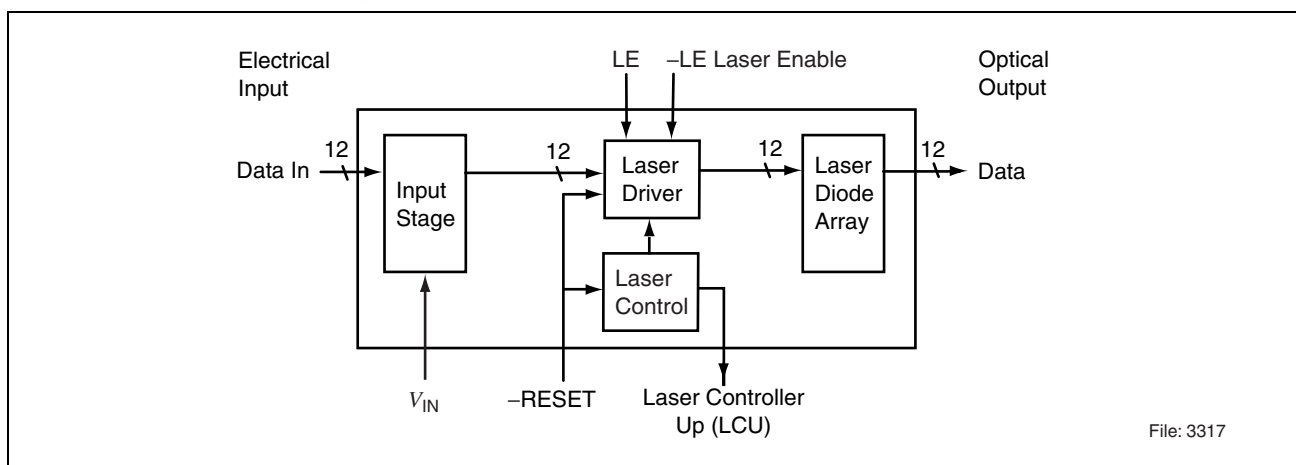 Electrical
Input
LE
–LE Laser Enable
Optical
Output
Data In
12
Input
Stage
12
Laser
Driver
12
Laser
Diode
Array
12
Data
Laser
Control
VIN
–RESET
Laser Controller
Up (LCU)
File: 3317